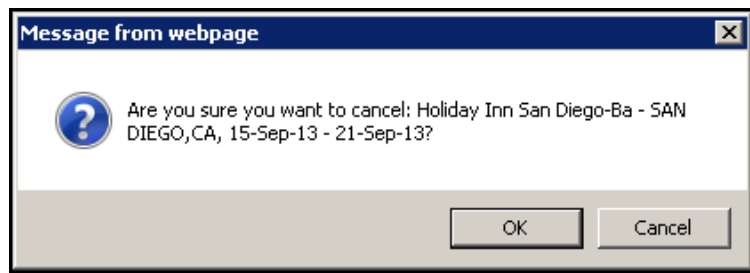 Message from webpage
Are you sure you want to cancel: Holiday Inn San Diego-Ba - SAN
DIEGO,CA, 15-Sep-13 - 21-Sep-13?
OK
Cancel